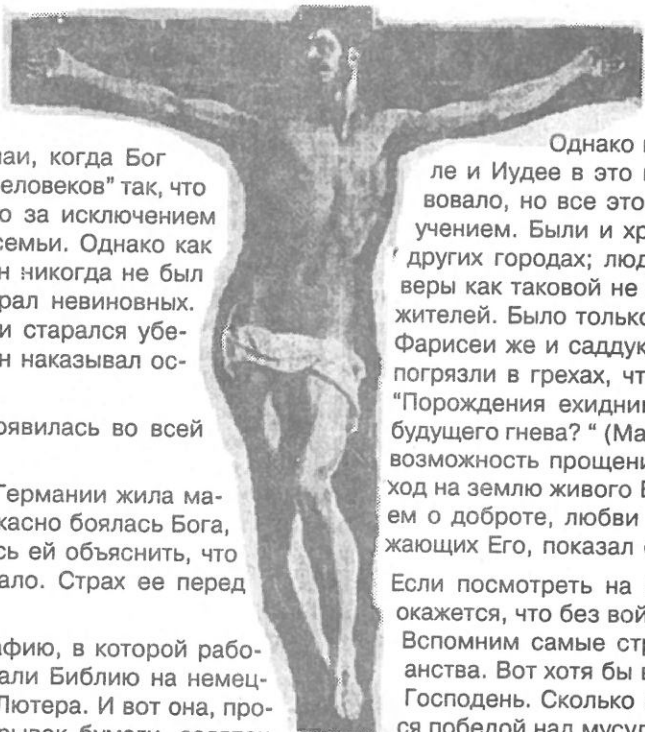 аи, когда Бог
еловеков" так, что
о за исключением
семьи. Однако как
н никогда не был
рал невиновных.
и старался убе-
н наказывал ос-
роявилась во всей
Германии жила ма-
касно боялась Бога,
сь ей объяснить, что
ало. Страх ее перед
афию, в которой рабо-
али Библию на немец-
Лютера. И вот она, про-
Однако
ле и Иудее в это
вовало, но все это
учением. Были и хр
других городах; люд
веры как таковой не
жителей. Было только
Фарисеи же и саддук
погрязли в грехах, чт
"Порождения ехидни
будущего гнева? " (Ма
возможность прощени
ход на землю живого Б
ем о доброте, любви
жающих Его, показал
Если посмотреть на
окажется, что без вой
Вспомним самые стр
анства. Вот хотя бы в
Господень. Сколько
ся победой над мусул